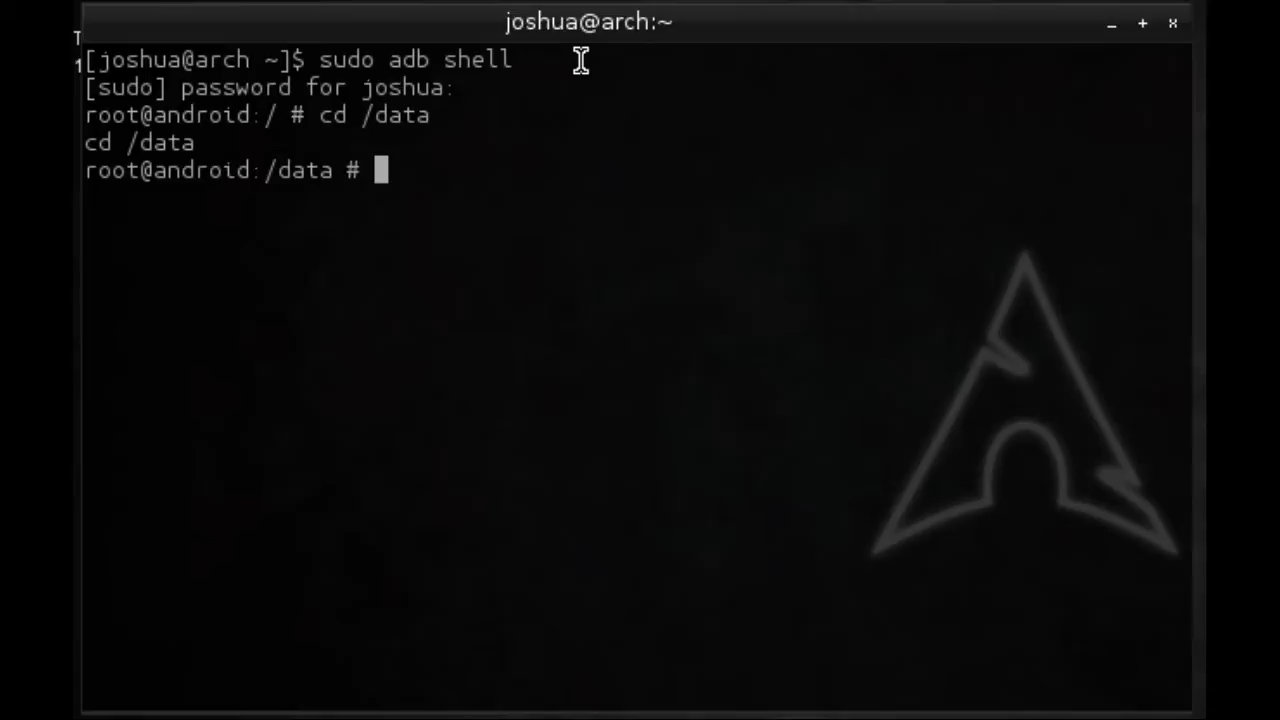 joshua@arch:~
[joshua@arch ~]$ sudo adb shell
[sudo] password for joshua:
root@android:/ # cd /data
cd /data
root@android:/data #